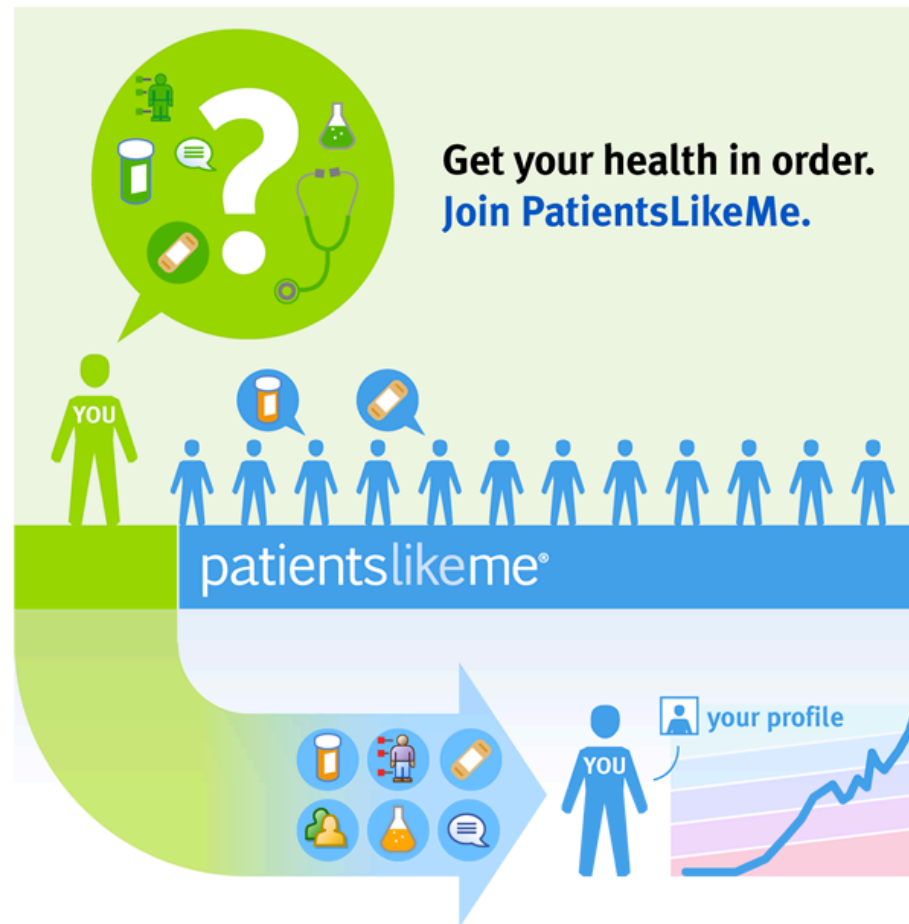 ?
Get your health in order.
Join PatientsLikeMe.
YOU
patientslikeme®
your profile
YOU